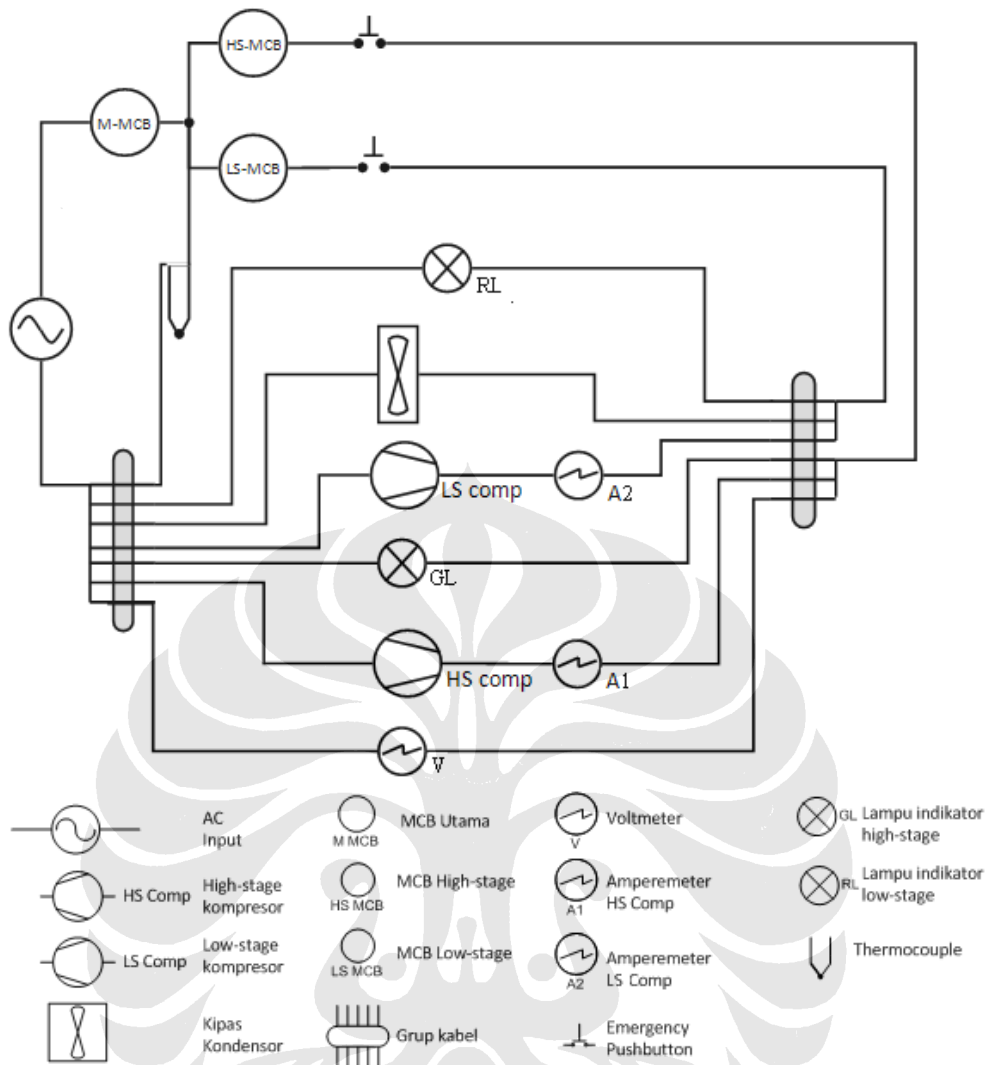 HS-MCB
M-MCB
LS-MCB
RL
LS comp
A2
GL
HS comp
A1
V
AC
Input
M MCB
MCB Utama
V
Voltmeter
GL
Lampu indikator
high-stage
HS Comp
High-stage
kompresor
HS MCB
MCB High-stage
A1
Amperemeter
HS Comp
RL
Lampu indikator
low-stage
LS Comp
Low-stage
kompresor
LS MCB
MCB Low-stage
A2
Amperemeter
LS Comp
Thermocouple
Kipas
Kondensor
Grup kabel
Emergency
Pushbutton